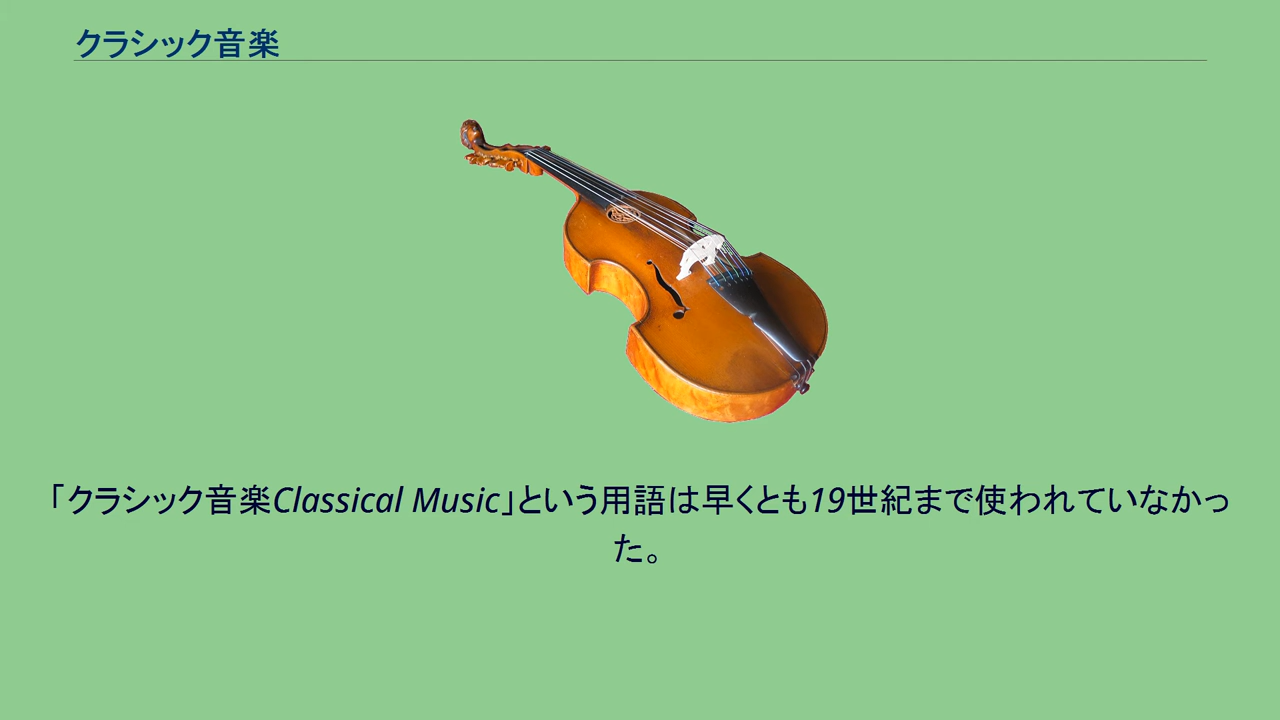 クラシック音楽
「クラシック音楽Classical Music」という用語は早くとも19世紀まで使われていなかっ
た。